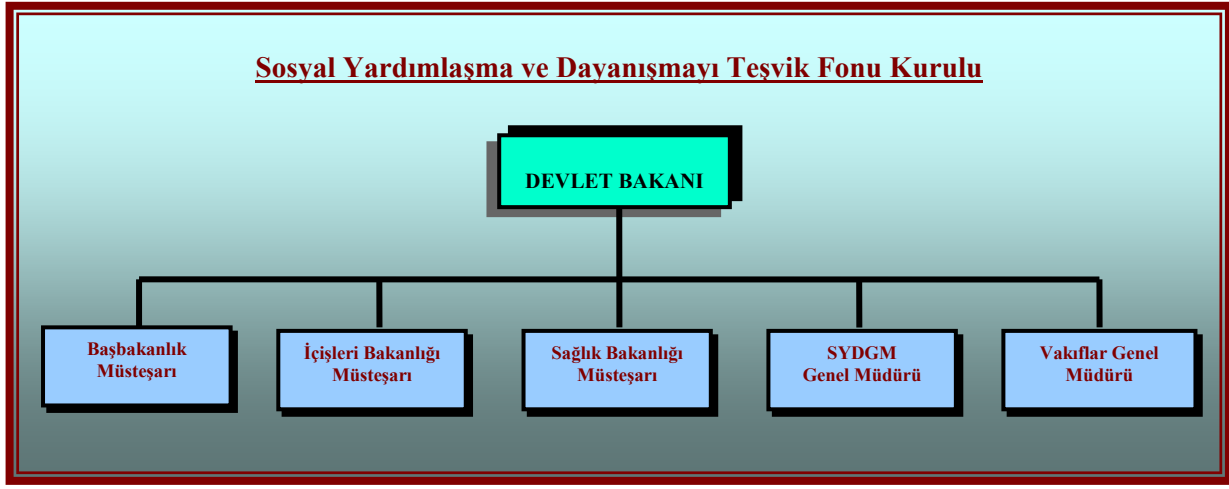 Sosyal Yardımlaşma ve Dayanışmayı Teşvik Fonu Kurulu
DEVLET BAKANI
Başbakanlık
Müsteşarı
İçişleri Bakanlığı
Müsteşarı
Sağlık Bakanlığı
Müsteşarı
SYDGM
Genel Müdürü
Vakıflar Genel
Müdürü